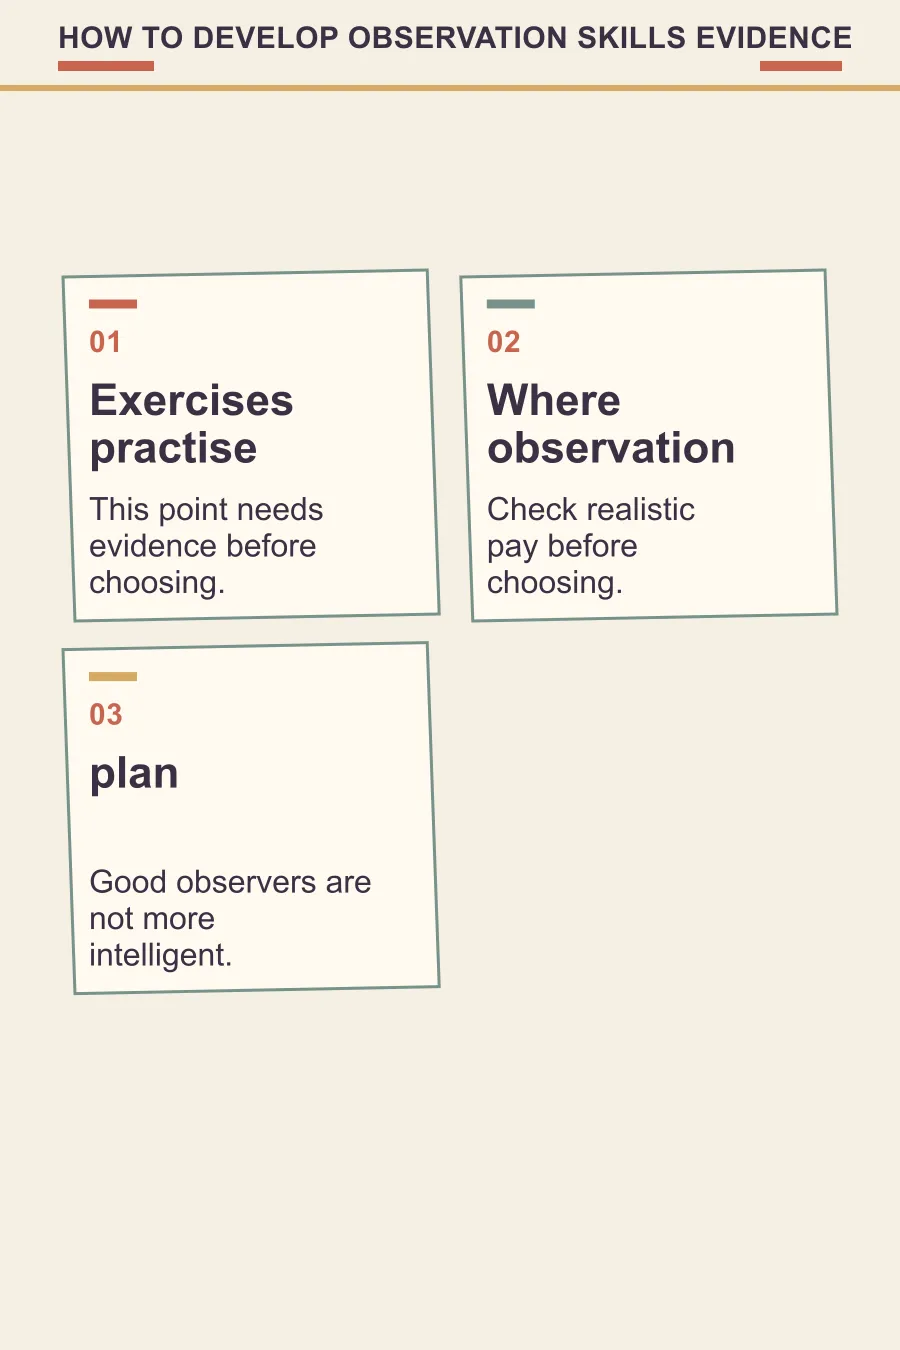 HOW TO DEVELOP OBSERVATION SKILLS EVIDENCE
01
Exercises
practise
This point needs
evidence before
choosing.
02
Where
observation
Check realistic
pay before
choosing.
03
plan
Good observers are
not more
intelligent.